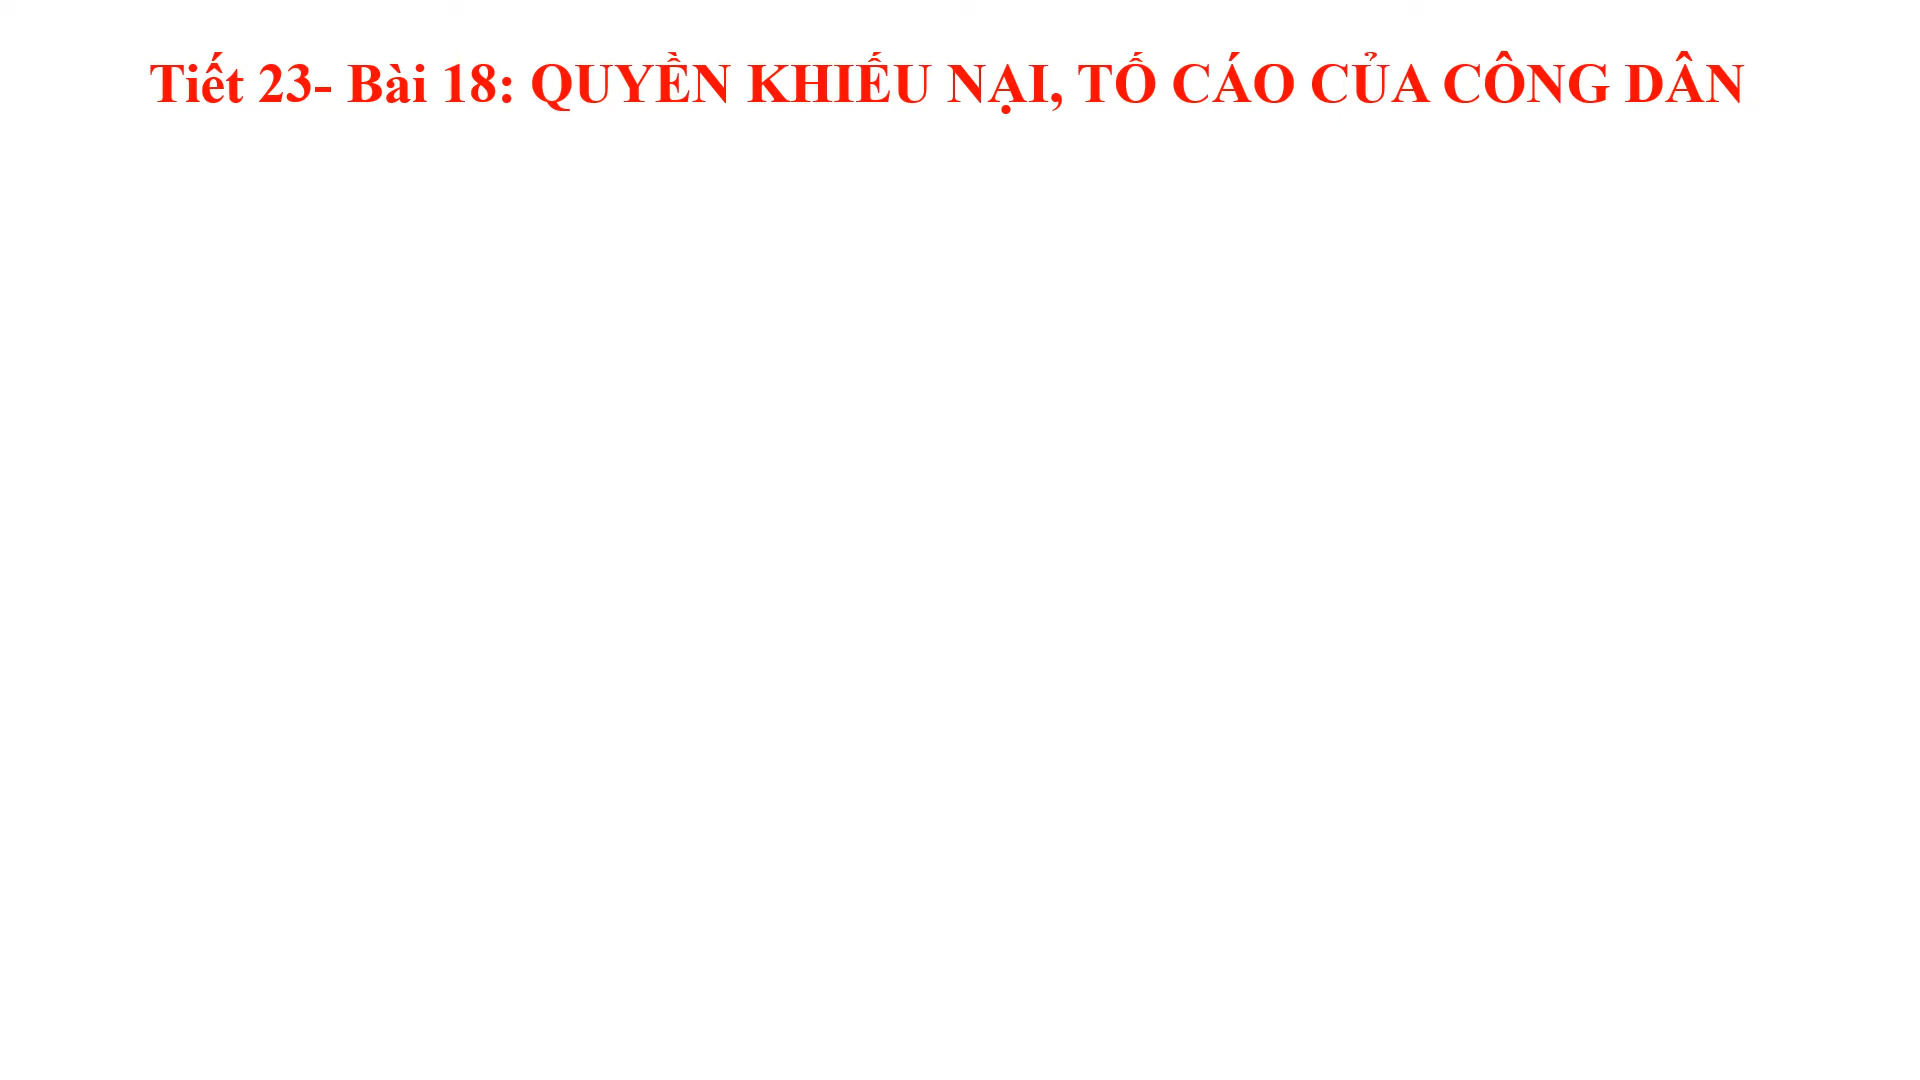 Tiết 23- Bài 18: QUYỀN KHIẾU NẠI, TỐ CÁO CỦA CÔNG DÂN